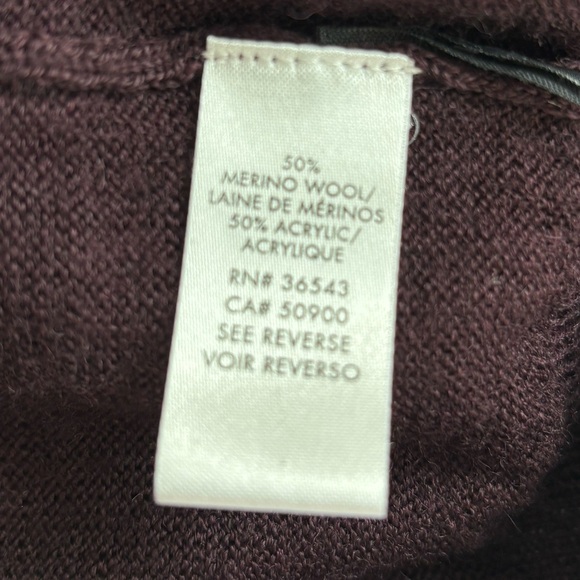 50%
MERINO WOOL/
LAINE DE MÉRINOS
50% ACRYLIC/
ACRYLIQUE
RN# 36543
CA# 50900
SEE REVERSE
VOIR REVERSO